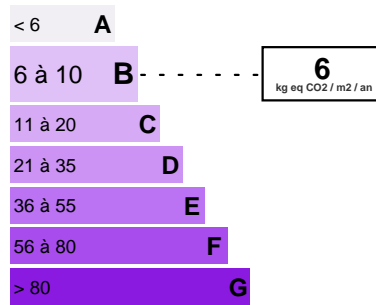 < 6 A
6 à 10 B
6
kg eq CO2 / m2 / an
11 à 20 C
21 à 35 D
36 à 55 E
56 à 80 F
> 80 G